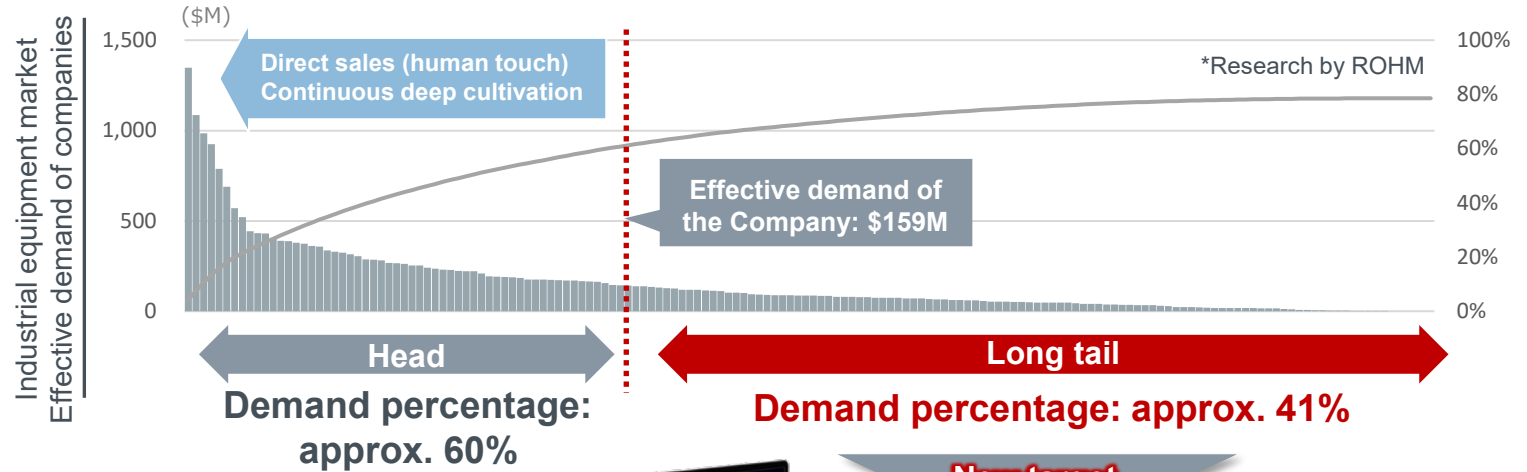 Industrial equipment market
Effective demand of companies
($M)
1,500
1,000
500
0
100%
80%
60%
40%
20%
0%
Direct sales (human touch)
Continuous deep cultivation
*Research by ROHM
Effective demand of
the Company: $159M
Head
Long tail
Demand percentage:
approx. 60%
Demand percentage: approx. 41%
New target